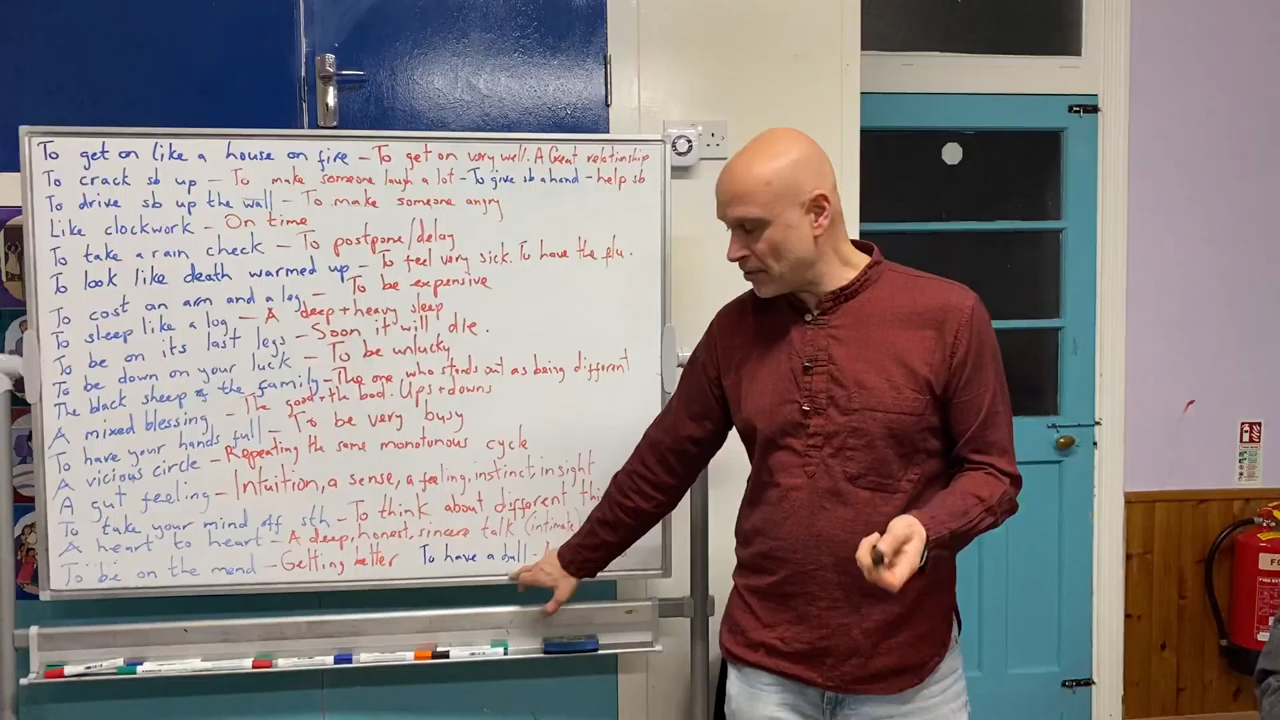 To get on like a house on fire - To get on very well. A Great relationship
To crack sb up - To make someone laugh a lot - To give sb a hand - help sb
To drive sb up the wall - To make someone angry
Like clockwork - On time
To take a rain check - To postpone/delay
To look like death warmed up - To feel very sick. To have the flu.
To cost an arm and a leg - To be expensive
To sleep like a log - A deep + heavy sleep
To be on its last legs - Soon it will die.
To be down on your luck - To be unlucky
The black sheep of the family - The one who stands out as being different
A mixed blessing - The good + the bad. Ups + downs
To have your hands full - To be very busy
A vicious circle - Repeating the same monotonous cycle
A gut feeling - Intuition, a sense, a feeling, instinct, insight
To take your mind off sth - To think about different
A heart to heart - A deep, honest, sincere talk (intimate)
To be on the mend - Getting better To have a ball -